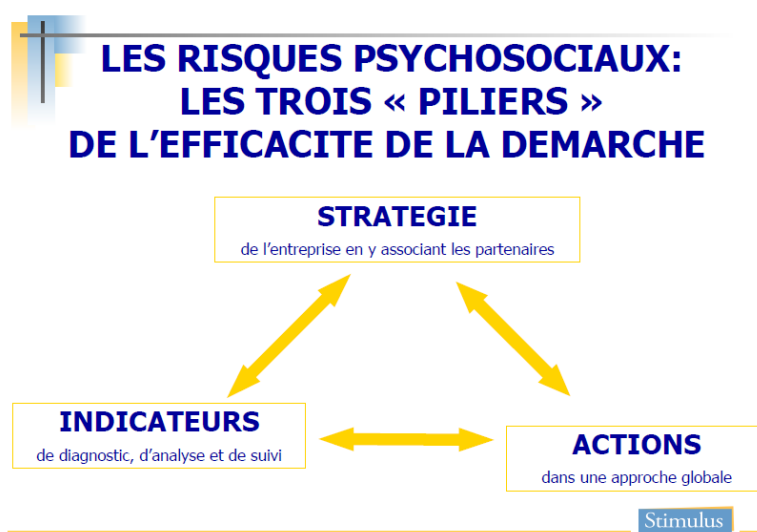 LES RISQUES PSYCHOSOCIAUX:
LES TROIS « PILIERS »
DE L'EFFICACITE DE LA DEMARCHE
STRATEGIE
de l'entreprise en y associant les partenaires
INDICATEURS
de diagnostic, d'analyse et de suivi
ACTIONS
dans une approche globale
Stimulus